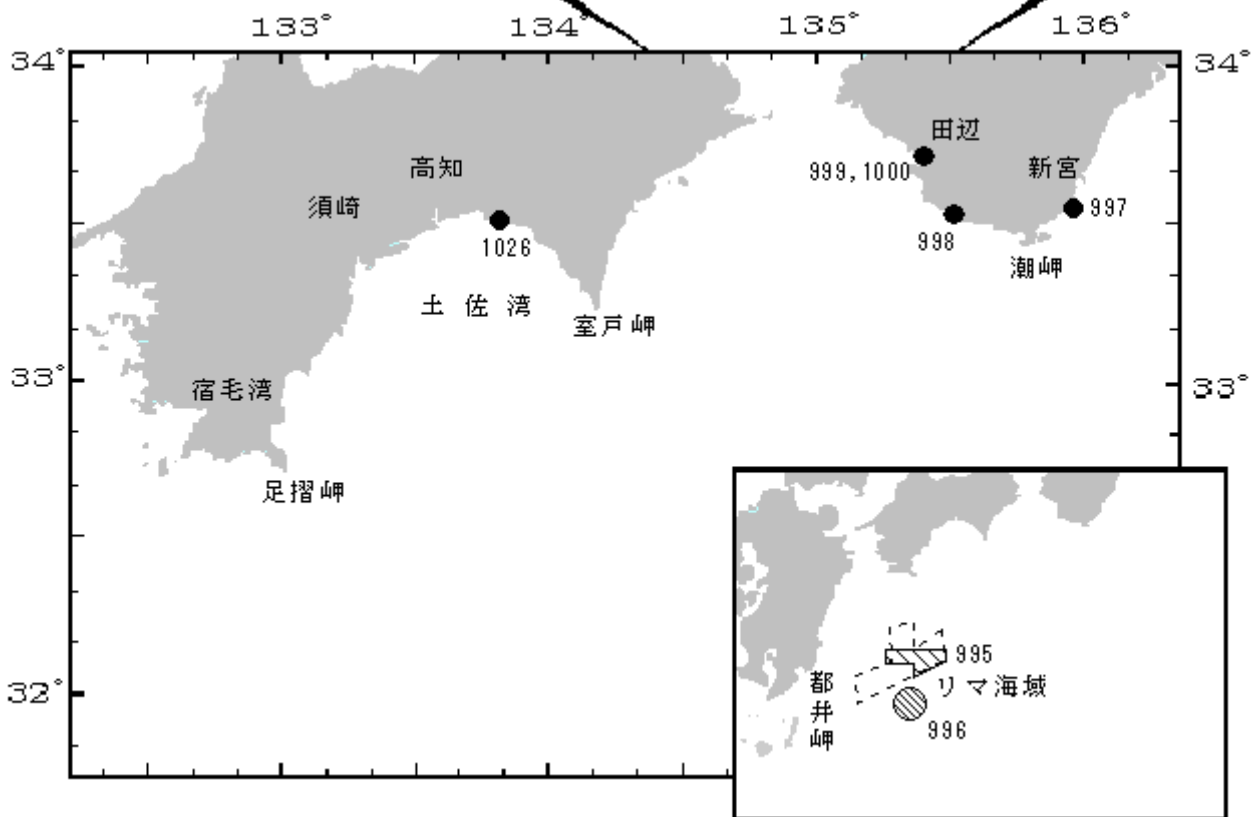 133° 134° 135° 136°
34° 34°
田辺
高知 999,1000 新宮
須崎 997
1026 998
潮岬
土佐湾
室戸岬
33° 33°
宿毛湾
足摺岬
995
都井岬 リマ海域
32°
996